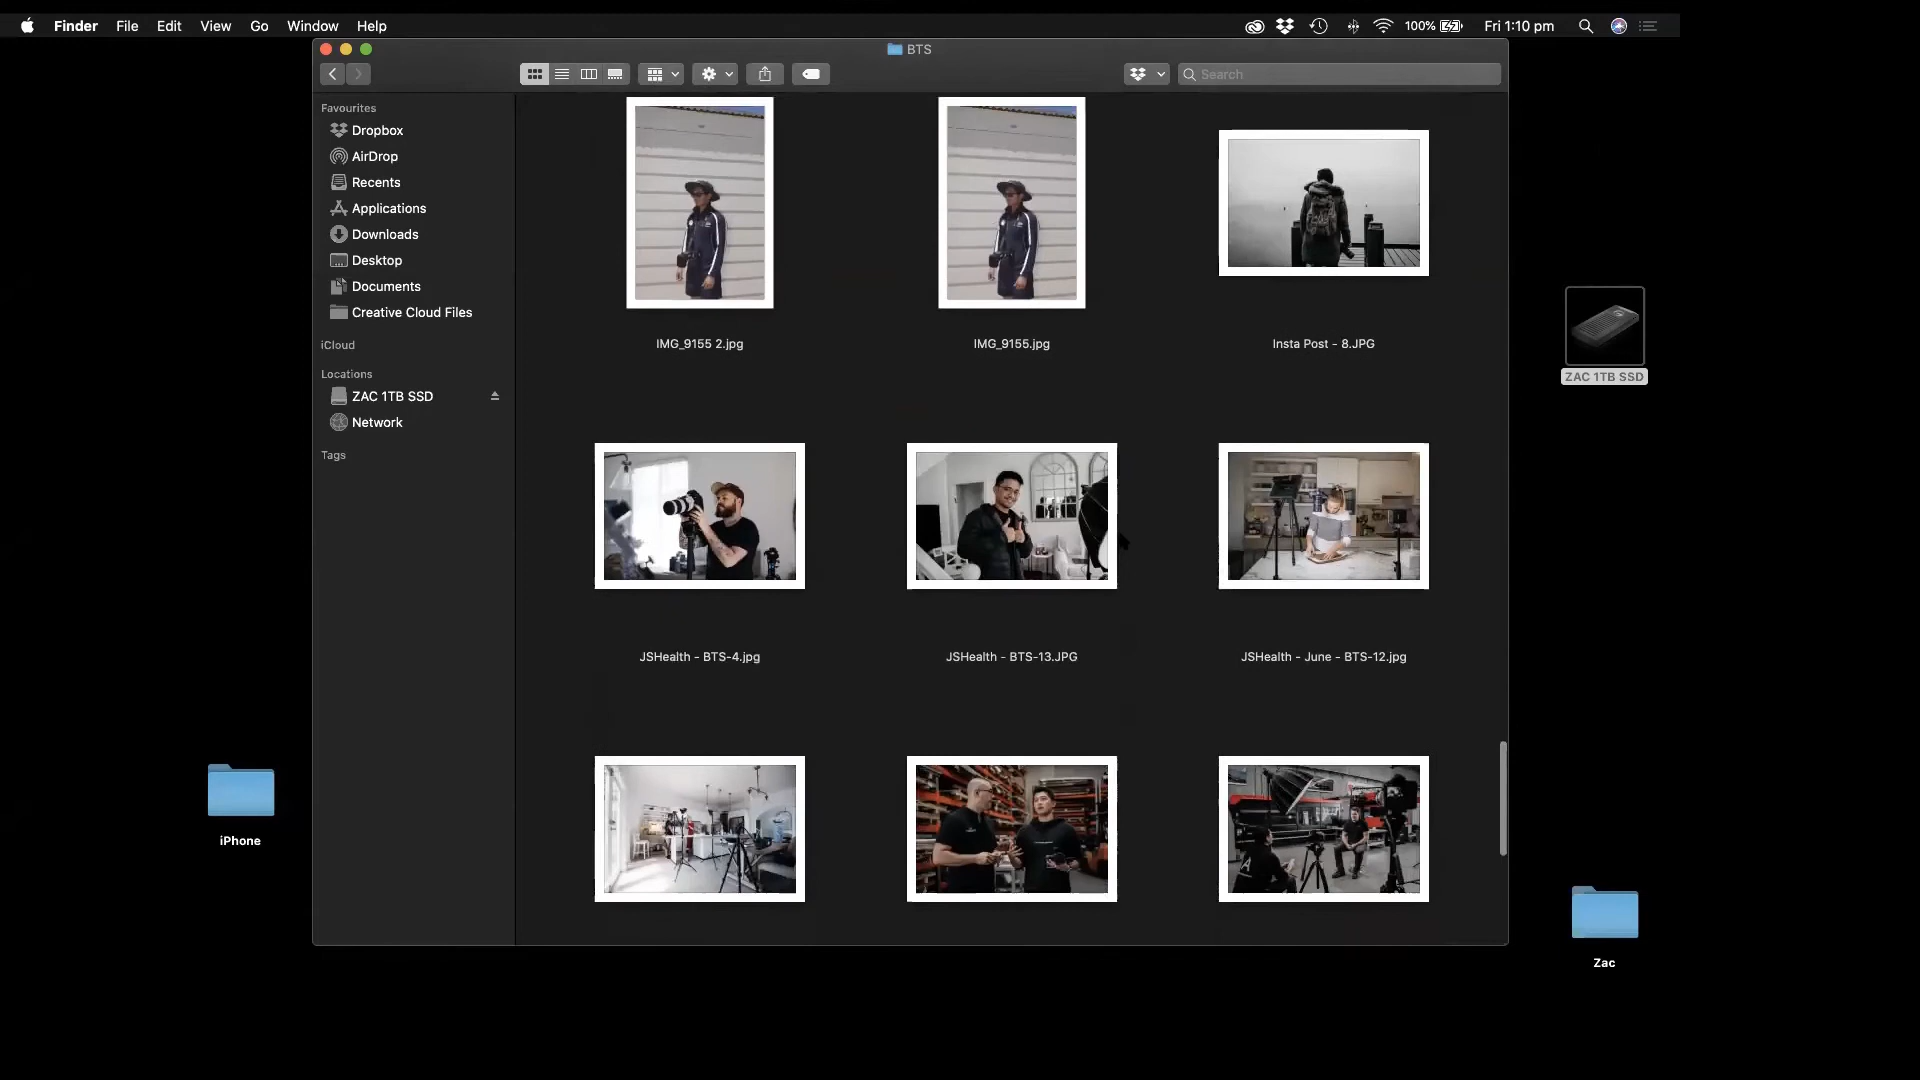 Finder File Edit View Go Window Help 100% Fri 1:10 pm
BTS
Search
Favourites
Dropbox
AirDrop
Recents
Applications
Downloads
Desktop
Documents
Creative Cloud Files
iCloud
Locations
ZAC 1TB SSD
Network
Tags
IMG_9155 2.jpg
IMG_9155.jpg
Insta Post - 8.JPG
JSHealth - BTS-4.jpg
JSHealth - BTS-13.JPG
JSHealth - June - BTS-12.jpg
ZAC 1TB SSD
iPhone
Zac